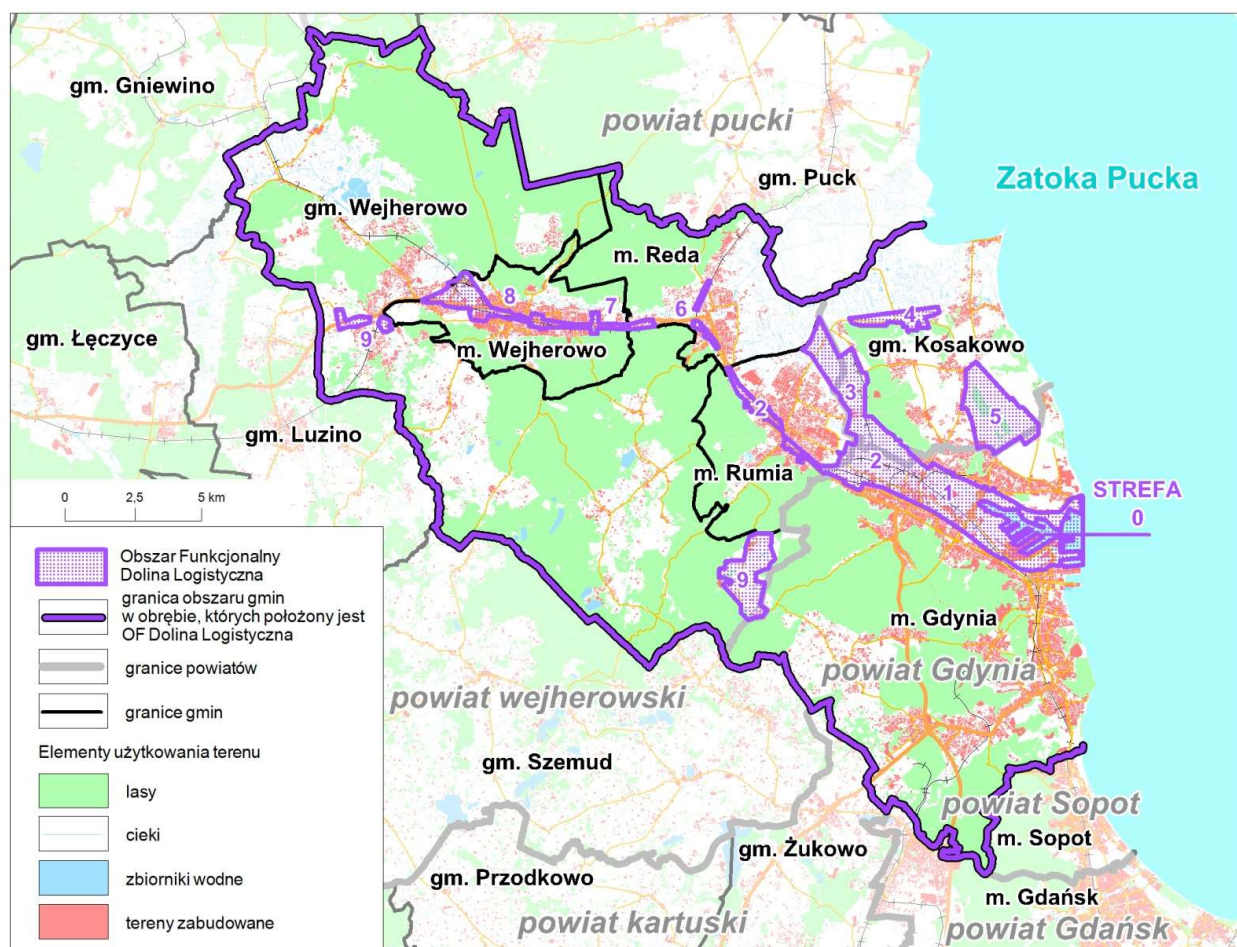 gm. Gniewino
powiat pucki
gm. Puck
Zatoka Pucka
gm. Wejherowo
m. Reda
8
7
6
4
gm. Kosakowo
9
m. Wejherowo
gm. Łęczyce
3
5
2
gm. Luzino
m. Rumia
2
1
STREFA
0
0 2,5 5 km
9
m. Gdynia
powiat Gdynia
powiat wejherowski
gm. Szemud
powiat Sopot
m. Sopot
gm. Żukowo
gm. Przodkowo
m. Gdańsk
powiat kartuski
powiat Gdańsk
Obszar Funkcjonalny
Dolina Logistyczna
granica obszaru gmin
w obrębie, których położony jest
OF Dolina Logistyczna
granice powiatów
granice gmin
Elementy użytkowania terenu
lasy
cieki
zbiorniki wodne
tereny zabudowane